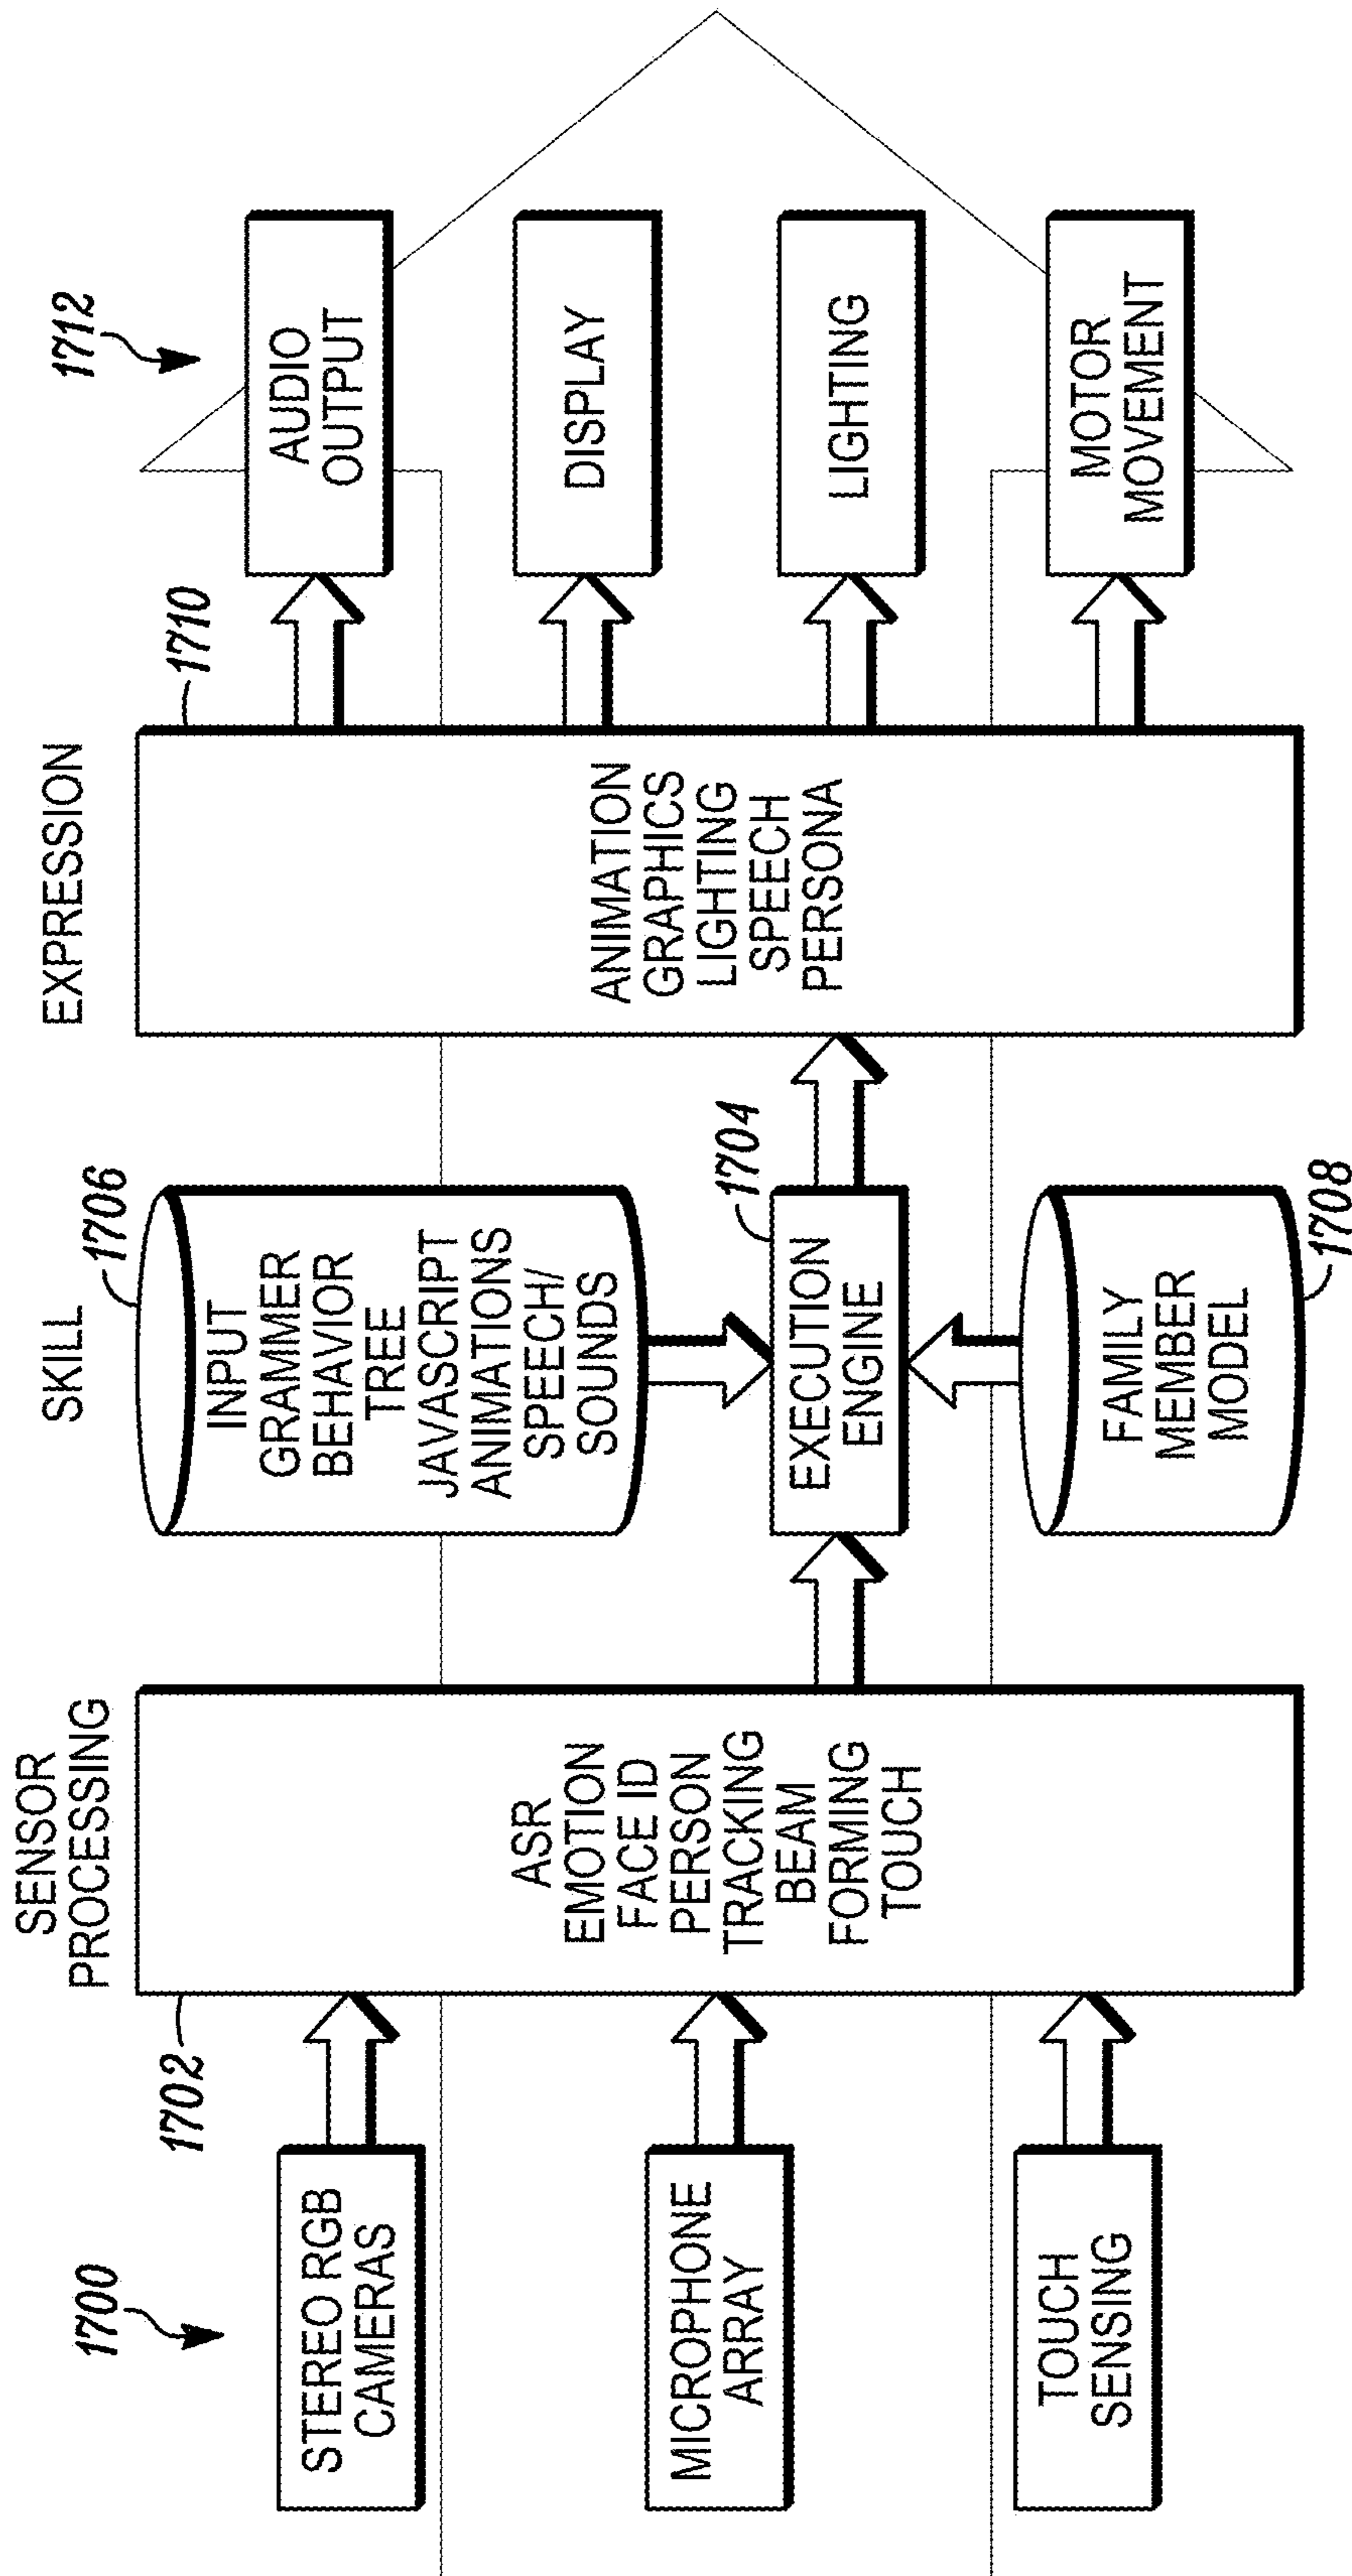 SENSOR
PROCESSING
SKILL
EXPRESSION
1700
STEREO RGB
CAMERAS
MICROPHONE
ARRAY
TOUCH
SENSING
1702
ASR
EMOTION
FACE ID
PERSON
TRACKING
BEAM
FORMING
TOUCH
1706
INPUT
GRAMMER
BEHAVIOR
TREE
JAVASCRIPT
ANIMATIONS
SPEECH/
SOUNDS
1704
EXECUTION
ENGINE
FAMILY
MEMBER
MODEL
1708
1710
ANIMATION
GRAPHICS
LIGHTING
SPEECH
PERSONA
1712
AUDIO
OUTPUT
DISPLAY
LIGHTING
MOTOR
MOVEMENT